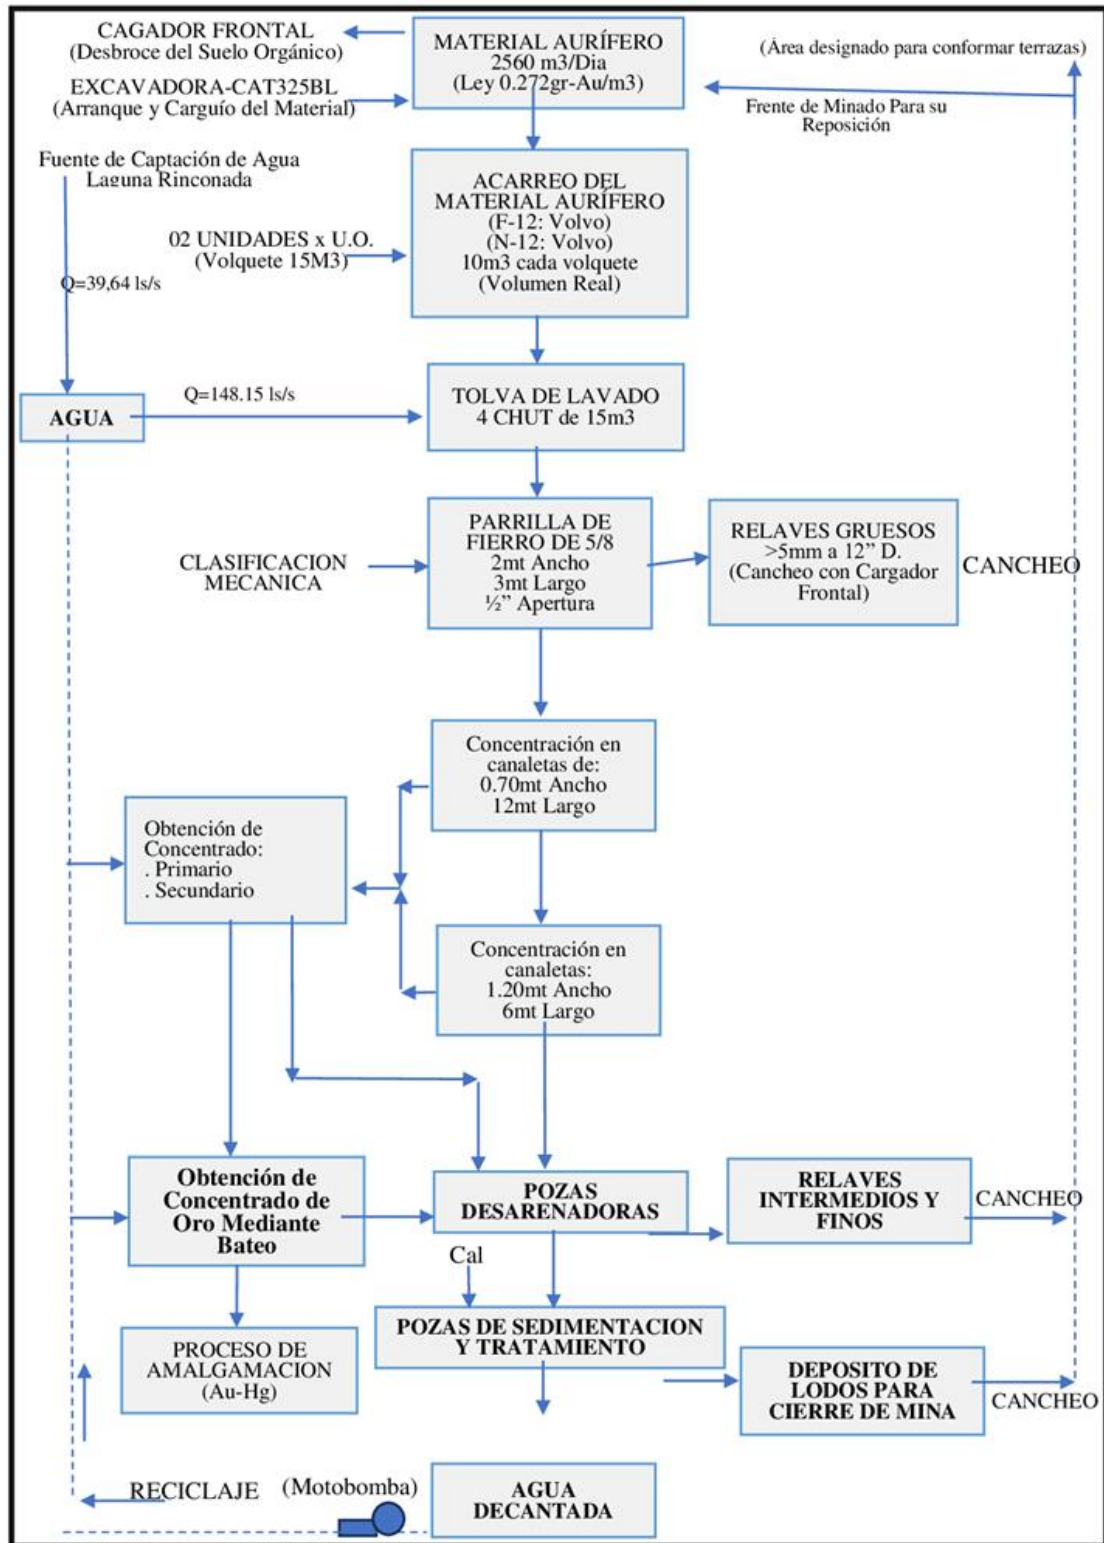 CAGADOR FRONTAL
(Desbroce del Suelo Orgánico)
MATERIAL AURÍFERO
2560 m3/Dia
(Ley 0.272gr-Au/m3)
(Área designado para conformar terrazas)
EXCAVADORA-CAT325BL
(Arranque y Carguío del Material)
Frente de Minado Para su
Reposición
Fuente de Captación de Agua
Laguna Rinconada
ACARREO DEL
MATERIAL AURÍFERO
(F-12: Volvo)
(N-12: Volvo)
10m3 cada volquete
(Volumen Real)
02 UNIDADES x U.O.
(Volquete 15M3)
Q=39,64 ls/s
AGUA
Q=148.15 ls/s
TOLVA DE LAVADO
4 CHUT de 15m3
CLASIFICACION
MECANICA
PARRILLA DE
FIERRO DE 5/8
2mt Ancho
3mt Largo
½” Apertura
RELAVES GRUESOS
>5mm a 12” D.
(Cancheo con Cargador
Frontal)
CANCHEO
Concentración en
canaletas de:
0.70mt Ancho
12mt Largo
Obtención de
Concentrado:
. Primario
. Secundario
Concentración en
canaletas:
1.20mt Ancho
6mt Largo
Obtención de
Concentrado de
Oro Mediante
Bateo
POZAS
DESARENADORAS
RELAVES
INTERMEDIOS Y
FINOS
CANCHEO
Cal
POZAS DE SEDIMENTACION
Y TRATAMIENTO
PROCESO DE
AMALGAMACION
(Au-Hg)
DEPOSITO DE
LODOS PARA
CIERRE DE MINA
CANCHEO
RECICLAJE
(Motobomba)
AGUA
DECANTADA